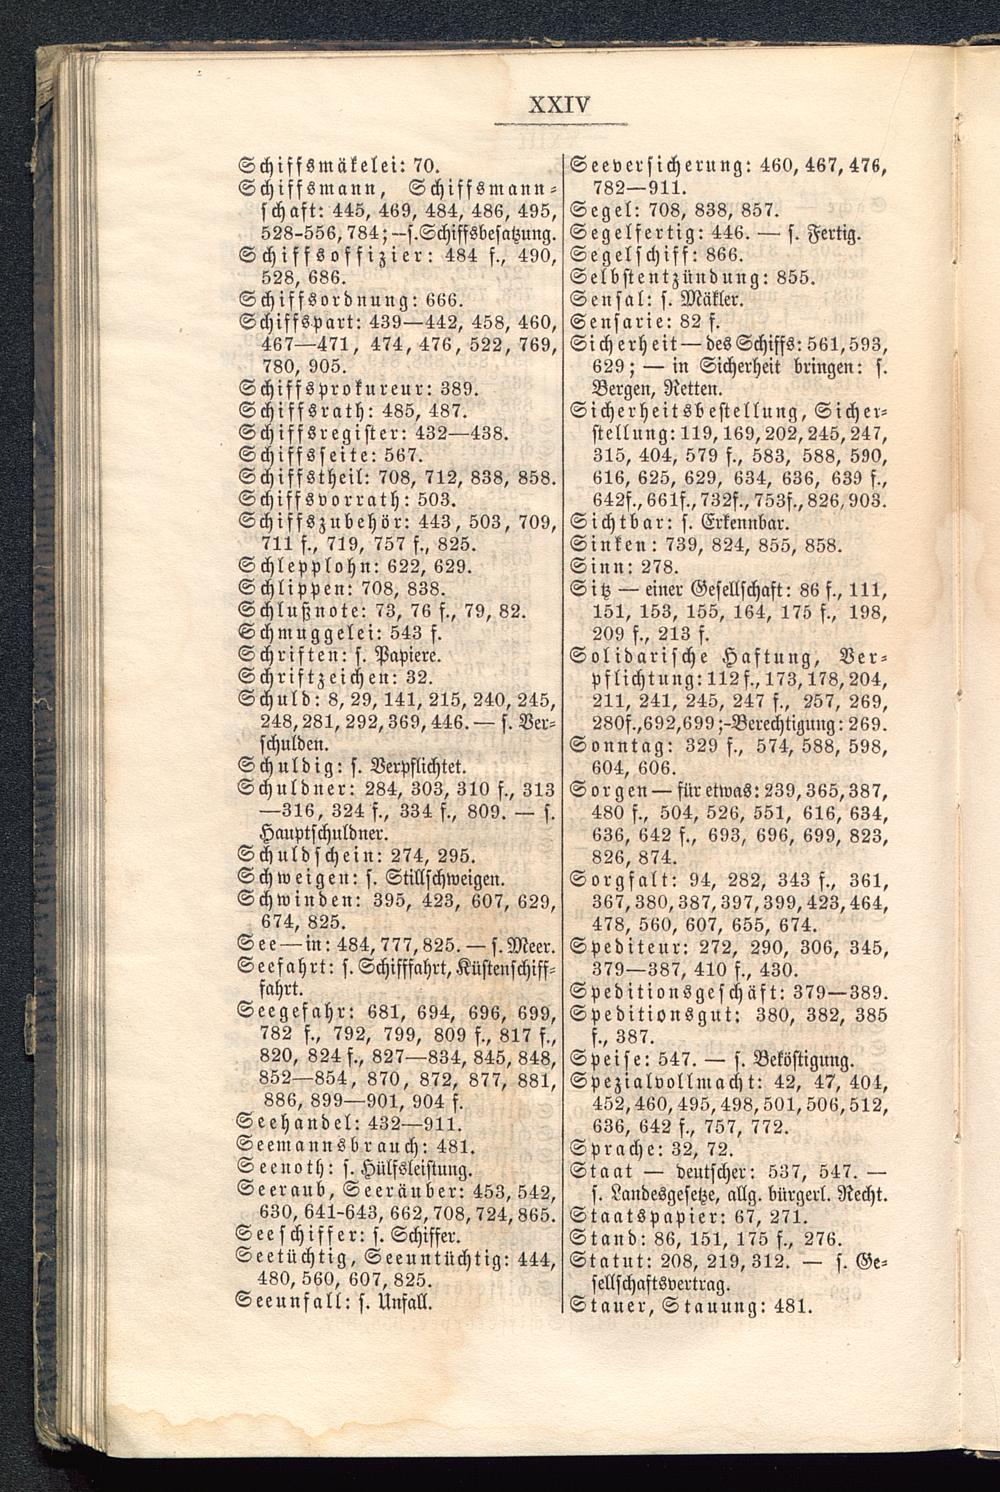 XXIV
Schiffsmäkelei: 70.
Schiffsmann, Schiffsmann-
schaft: 445, 469, 484, 486, 495,
528-556, 784; —s. Schiffsbesatzung.
Schiffsoffizier: 484 f., 490,
528, 686.
Schiffsordnung: 666.
Schiffspart: 439—442, 458, 460,
467—471, 474, 476, 522, 769,
780, 905.
Schiffsprokureur: 389.
Schiffsrath: 485, 487.
Schiffsregister: 432—438.
Schiffsseite: 567.
Schiffstheil: 708, 712, 838, 858.
Schiffsvorrath: 503.
Schiffszubehör: 443, 503, 709,
711 f., 719, 757 f., 825.
Schlepplohn: 622, 629.
Schlippen: 708, 838.
Schlußnote: 73, 76 f., 79, 82.
Schmuggelei: 543 f.
Schriften: s. Papiere.
Schriftzeichen: 32.
Schuld: 8, 29, 141, 215, 240, 245,
248, 281, 292, 369, 446. — s. Ver-
schulden.
Schuldig: s. Verpflichtet.
Schuldner: 284, 303, 310 f., 313
—316, 324 f., 334 f., 809. — s.
Hauptschuldner.
Schuldschein: 274, 295.
Schweigen: s. Stillschweigen.
Schwinden: 395, 423, 607, 629,
674, 825.
See — in: 484, 777, 825. — s. Meer.
Seefahrt: s. Schifffahrt, Küstenschiff-
fahrt.
Seegefahr: 681, 694, 696, 699,
782 f., 792, 799, 809 f., 817 f.,
820, 824 f., 827—834, 845, 848,
852—854, 870, 872, 877, 881,
886, 899—901, 904 f.
Seehandel: 432—911.
Seemannsbrauch: 481.
Seenoth: s. Hülfsleistung.
Seeraub, Seeräuber: 453, 542,
630, 641-643, 662, 708, 724, 865.
Seeschiffer: s. Schiffer.
Seetüchtig, Seeuntüchtig: 444,
480, 560, 607, 825.
Seeunfall: s. Unfall.
Seeversicherung: 460, 467, 476,
782—911.
Segel: 708, 838, 857.
Segelfertig: 446. — s. Fertig.
Segelschiff: 866.
Selbstentzündung: 855.
Sensal: s. Mäkler.
Sensarie: 82 f.
Sicherheit — des Schiffs: 561, 593,
629; — in Sicherheit bringen: s.
Bergen, Retten.
Sicherheitsbestellung, Sicher-
stellung: 119, 169, 202, 245, 247,
315, 404, 579 f., 583, 588, 590,
616, 625, 629, 634, 636, 639 f.,
642f., 661f., 732f., 753f., 826, 903.
Sichtbar: s. Erkennbar.
Sinken: 739, 824, 855, 858.
Sinn: 278.
Sitz — einer Gesellschaft: 86 f., 111,
151, 153, 155, 164, 175 f., 198,
209 f., 213 f.
Solidarische Haftung, Ver-
pflichtung: 112 f., 173, 178, 204,
211, 241, 245, 247 f., 257, 269,
280f., 692, 699; -Berechtigung: 269.
Sonntag: 329 f., 574, 588, 598,
604, 606.
Sorgen — für etwas: 239, 365, 387,
480 f., 504, 526, 551, 616, 634,
636, 642 f., 693, 696, 699, 823,
826, 874.
Sorgfalt: 94, 282, 343 f., 361,
367, 380, 387, 397, 399, 423, 464,
478, 560, 607, 655, 674.
Spediteur: 272, 290, 306, 345,
379—387, 410 f., 430.
Speditionsgeschäft: 379—389.
Speditionsgut: 380, 382, 385
f., 387.
Speise: 547. — s. Beköstigung.
Spezialvollmacht: 42, 47, 404,
452, 460, 495, 498, 501, 506, 512,
636, 642 f., 757, 772.
Sprache: 32, 72.
Staat — deutscher: 537, 547. —
s. Landesgesetze, allg. bürgerl. Recht.
Staatspapier: 67, 271.
Stand: 86, 151, 175 f., 276.
Statut: 208, 219, 312. — s. Ge-
sellschaftsvertrag.
Stauer, Stauung: 481.